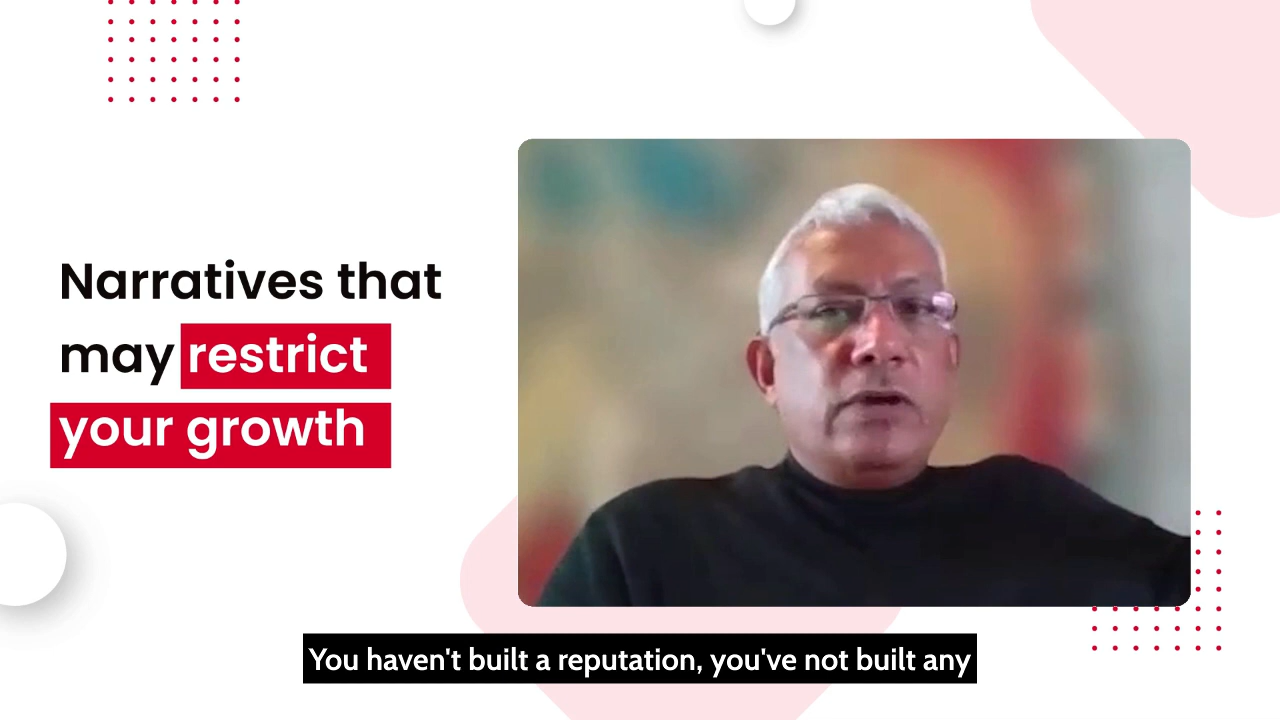 Narratives that
may restrict
your growth
You haven't built a reputation, you've not built any